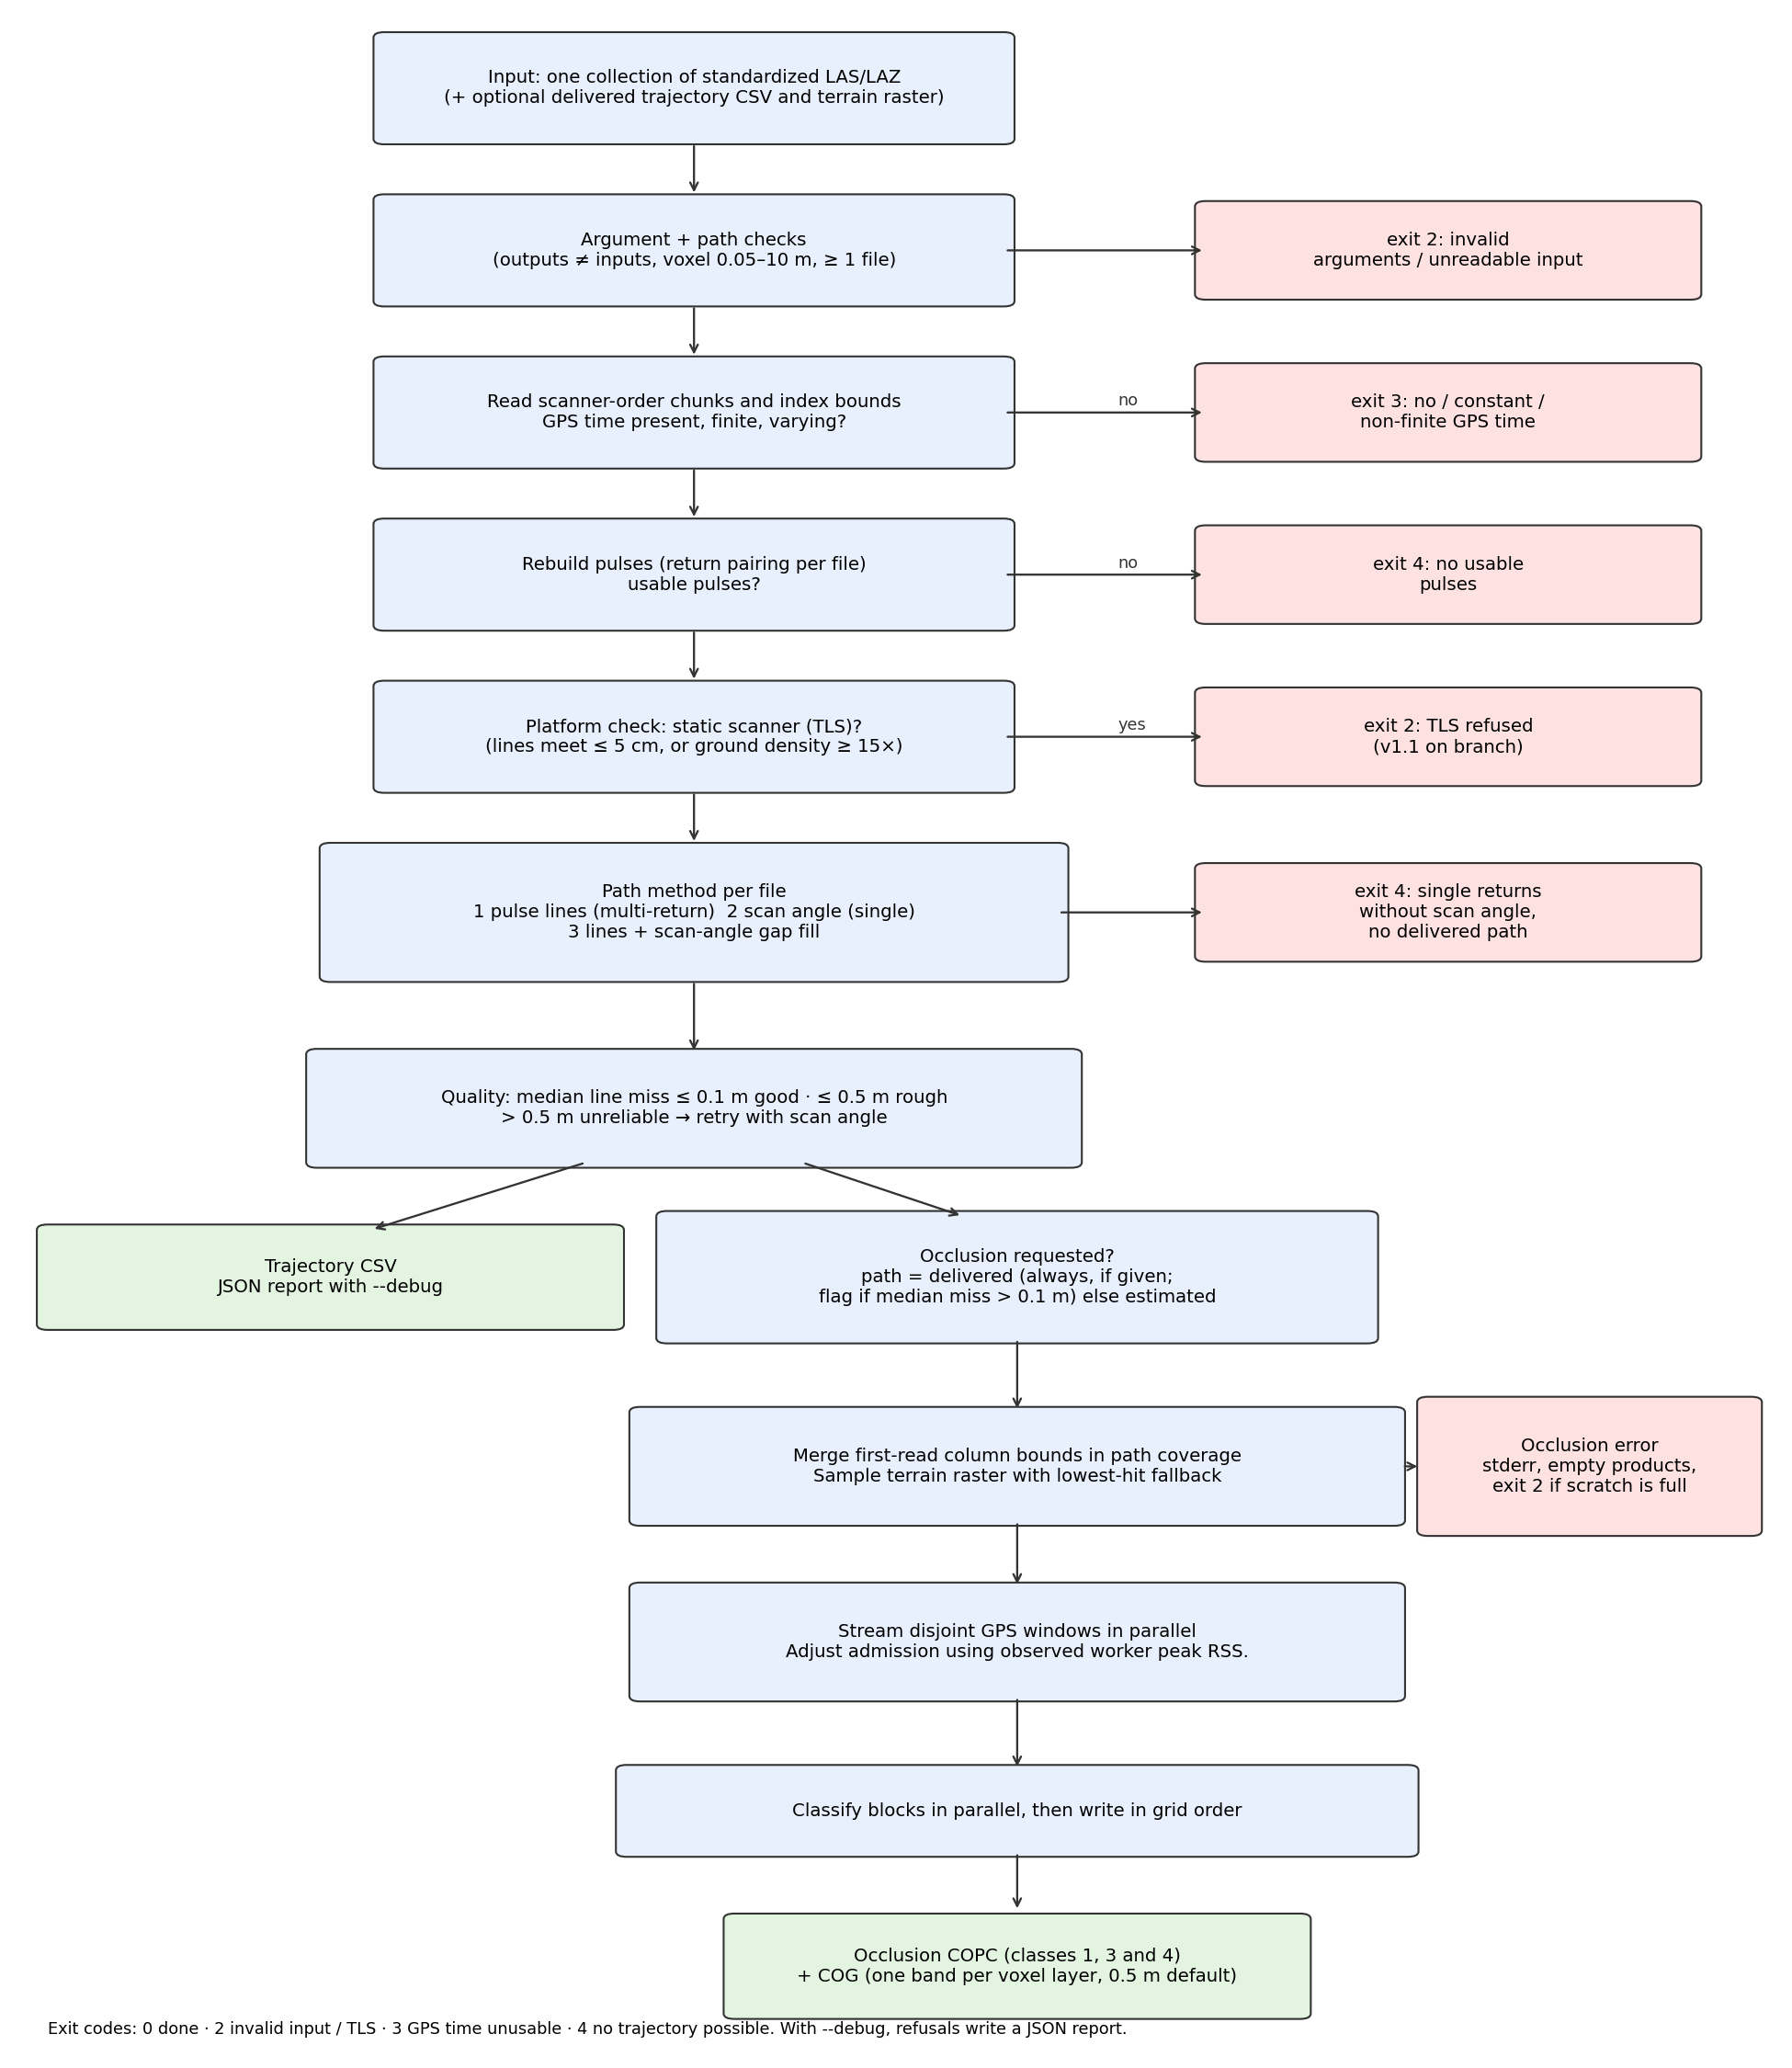 Input: one collection of standardized LAS/LAZ
(+ optional delivered trajectory CSV and terrain raster)
Argument + path checks
(outputs ≠ inputs, voxel 0.05–10 m, ≥ 1 file)
exit 2: invalid
arguments / unreadable input
Read scanner-order chunks and index bounds
GPS time present, finite, varying?
no
exit 3: no / constant /
non-finite GPS time
Rebuild pulses (return pairing per file)
usable pulses?
no
exit 4: no usable
pulses
Platform check: static scanner (TLS)?
(lines meet ≤ 5 cm, or ground density ≥ 15×)
yes
exit 2: TLS refused
(v1.1 on branch)
Path method per file
1 pulse lines (multi-return)  2 scan angle (single)
3 lines + scan-angle gap fill
exit 4: single returns
without scan angle,
no delivered path
Quality: median line miss ≤ 0.1 m good · ≤ 0.5 m rough
> 0.5 m unreliable → retry with scan angle
Trajectory CSV
JSON report with --debug
Occlusion requested?
path = delivered (always, if given;
flag if median miss > 0.1 m) else estimated
Merge first-read column bounds in path coverage
Sample terrain raster with lowest-hit fallback
Occlusion error
stderr, empty products,
exit 2 if scratch is full
Stream disjoint GPS windows in parallel
Adjust admission using observed worker peak RSS.
Classify blocks in parallel, then write in grid order
Occlusion COPC (classes 1, 3 and 4)
+ COG (one band per voxel layer, 0.5 m default)
Exit codes: 0 done · 2 invalid input / TLS · 3 GPS time unusable · 4 no trajectory possible. With --debug, refusals write a JSON report.